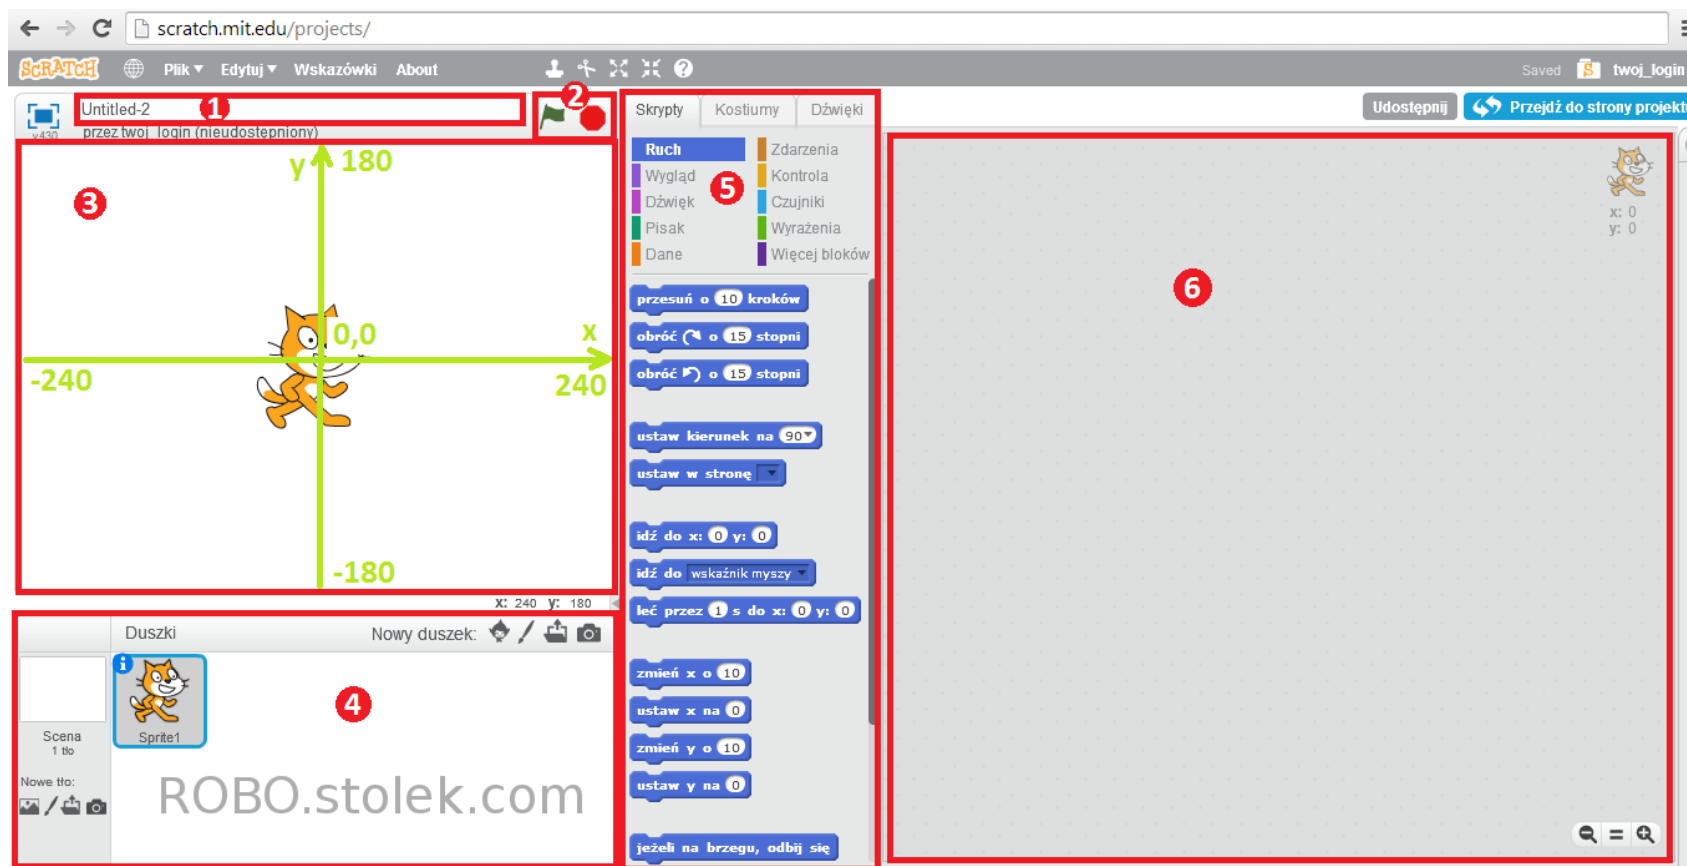 scratch.mit.edu/projects/
SCRATCH Plik Edytuj Wskazówki About Saved S twoj_login
Untitled-2 1 2
v430 przez twoj_login (nieudostępniony)
Skrypty Kostiumy Dźwięki
Udostępnij Przejdź do strony projektu
y 180
3
0,0
x
-240 240
-180
x: 240 y: 180
Ruch Zdarzenia
Wygląd 5 Kontrola
Dźwięk Czujniki
Pisak Wyrażenia
Dane Więcej bloków
przesuń o 10 kroków
obróć o 15 stopni
obróć o 15 stopni
ustaw kierunek na 90
ustaw w stronę
idź do x: 0 y: 0
idź do wskaźnik myszy
leć przez 1 s do x: 0 y: 0
zmień x o 10
ustaw x na 0
zmień y o 10
ustaw y na 0
jeżeli na brzegu, odbij się
x: 0
y: 0
6
Duszki Nowy duszek:
i
4
Sprite1
Scena
1 tło
Nowe tło:
ROBO.stolek.com